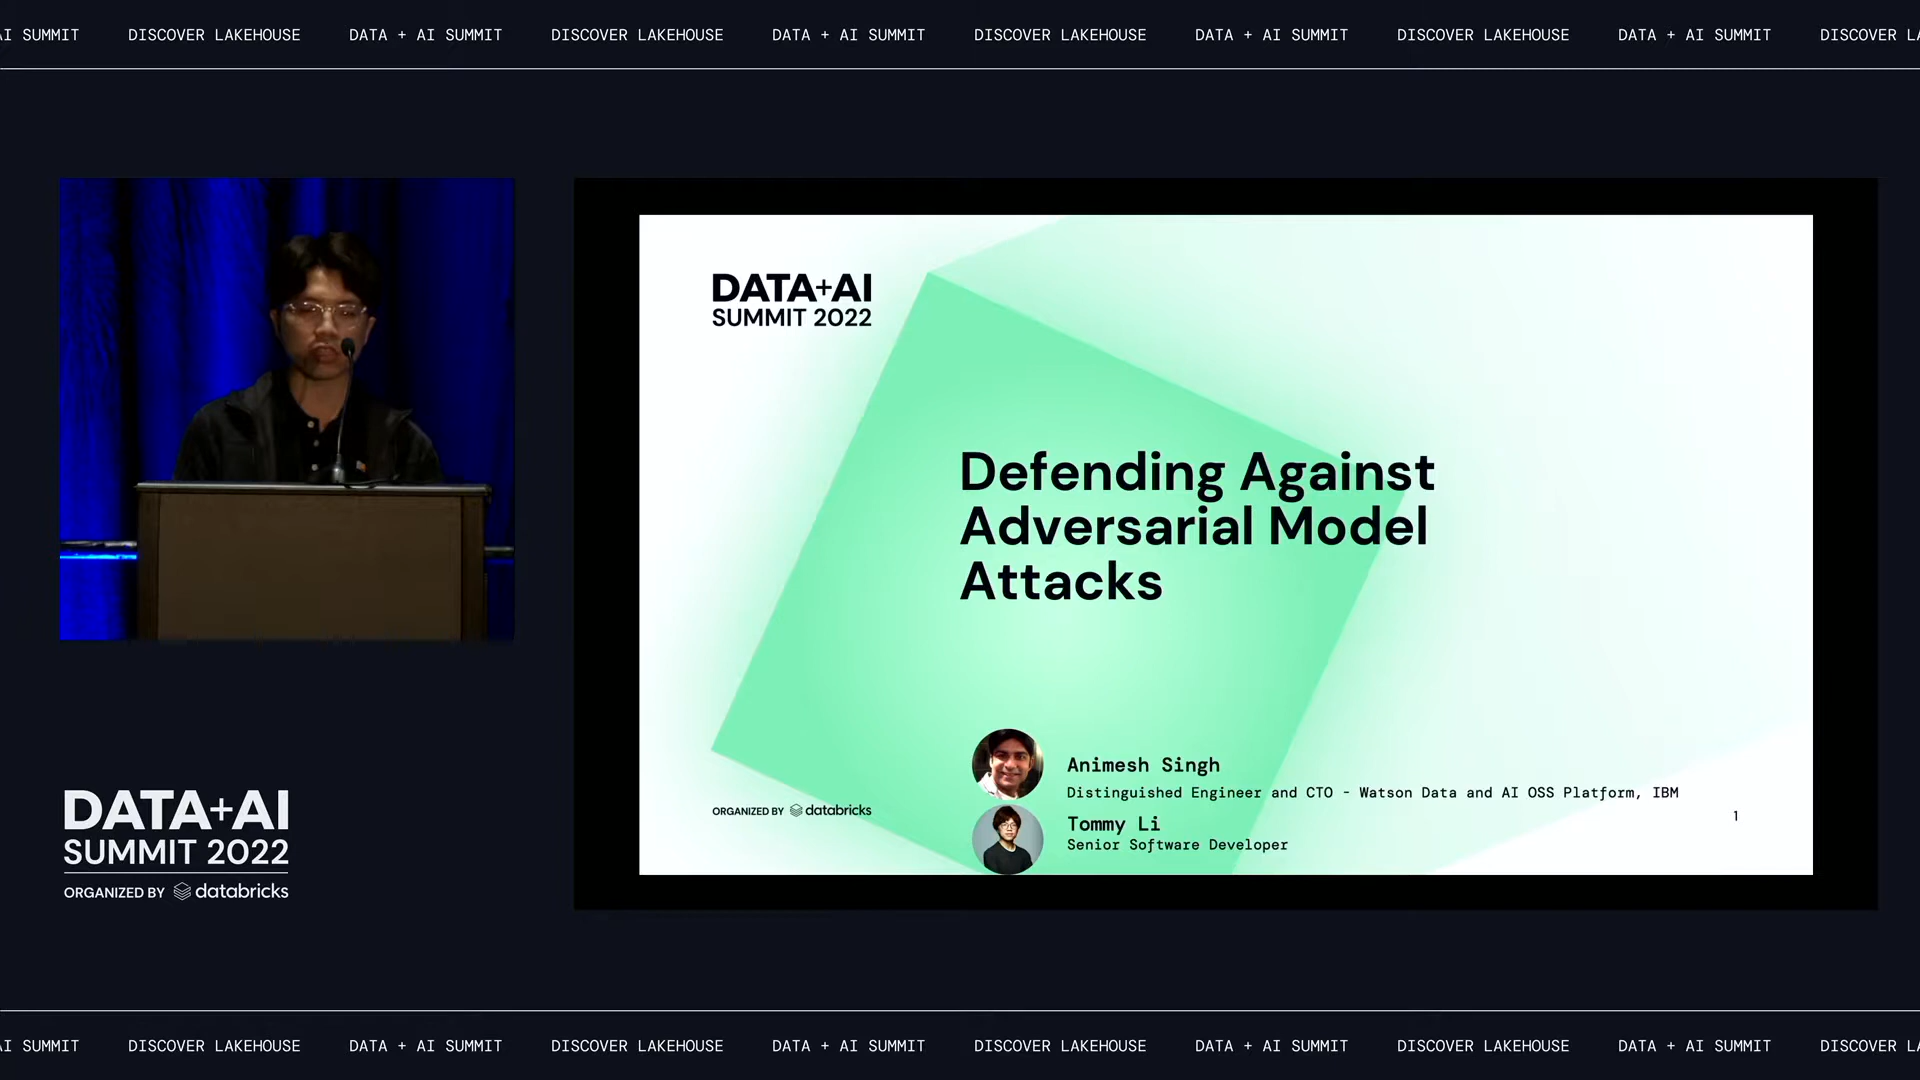 AI SUMMIT DISCOVER LAKEHOUSE DATA + AI SUMMIT DISCOVER LAKEHOUSE DATA + AI SUMMIT DISCOVER LAKEHOUSE DATA + AI SUMMIT DISCOVER LAKEHOUSE DATA + AI SUMMIT DISCOVER LA
DATA+AI
SUMMIT 2022
Defending Against
Adversarial Model
Attacks
Animesh Singh
Distinguished Engineer and CTO - Watson Data and AI OSS Platform, IBM
Tommy Li
Senior Software Developer
ORGANIZED BY databricks
1
DATA+AI
SUMMIT 2022
ORGANIZED BY databricks
AI SUMMIT DISCOVER LAKEHOUSE DATA + AI SUMMIT DISCOVER LAKEHOUSE DATA + AI SUMMIT DISCOVER LAKEHOUSE DATA + AI SUMMIT DISCOVER LAKEHOUSE DATA + AI SUMMIT DISCOVER LA